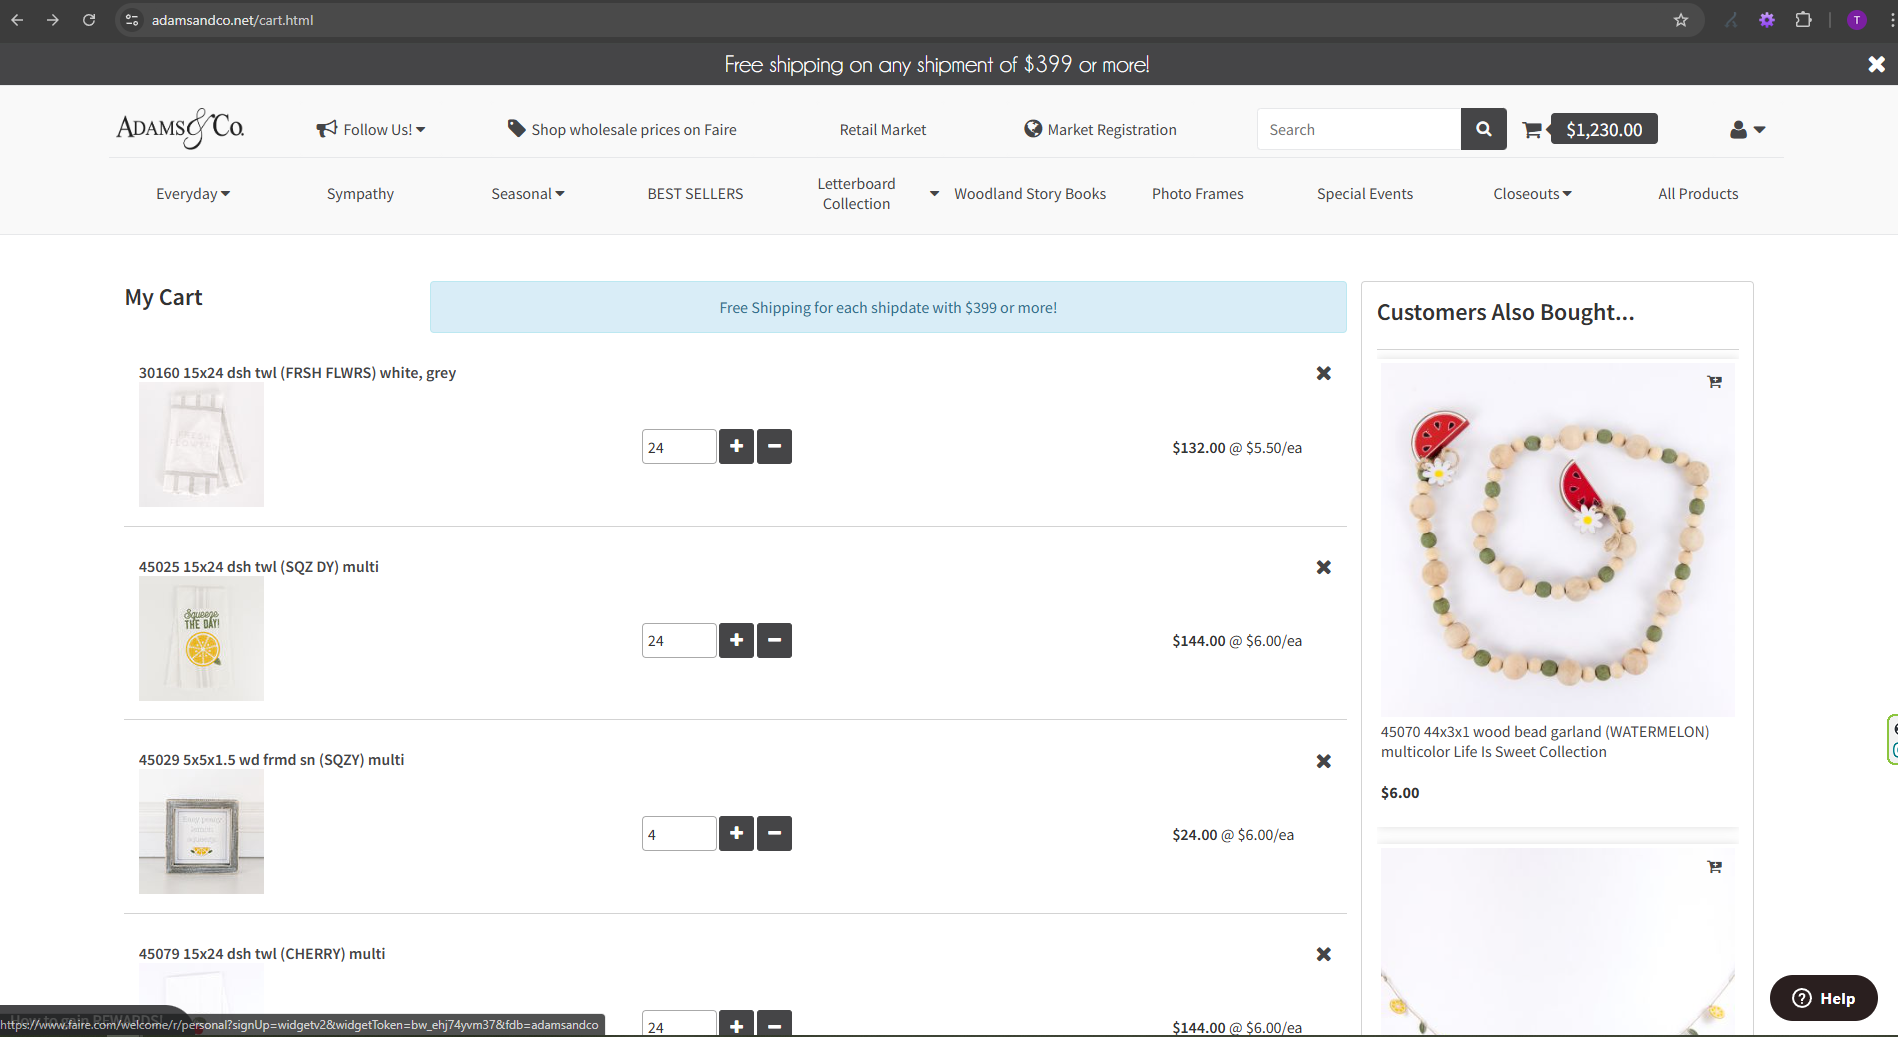 adamsandco.net/cart.html
T
Free shipping on any shipment of $399 or more!
ADAMS & CO.
Follow Us!
Shop wholesale prices on Faire
Retail Market
Market Registration
Search
$1,230.00
Everyday
Sympathy
Seasonal
BEST SELLERS
Letterboard
Collection
Woodland Story Books
Photo Frames
Special Events
Closeouts
All Products
My Cart
Free Shipping for each shipdate with $399 or more!
Customers Also Bought...
30160 15x24 dsh twl (FRSH FLWRS) white, grey
24
$132.00 @ $5.50/ea
45025 15x24 dsh twl (SQZ DY) multi
Squeeze
THE DAY!
24
$144.00 @ $6.00/ea
45070 44x3x1 wood bead garland (WATERMELON)
multicolor Life Is Sweet Collection
$6.00
45029 5x5x1.5 wd frmd sn (SQZY) multi
4
$24.00 @ $6.00/ea
45079 15x24 dsh twl (CHERRY) multi
24
$144.00 @ $6.00/ea
How to gain REWARDS!
https://www.faire.com/welcome/r/personal?signUp=widgetv2&widgetToken=bw_ehj74yvm37&fdb=adamsandco
Help